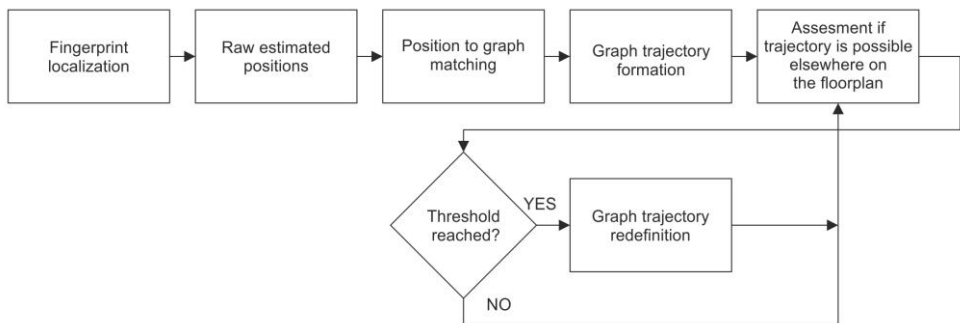 Fingerprint
localization
Raw estimated
positions
Position to graph
matching
Graph trajectory
formation
Assesment if
trajectory is possible
elsewhere on
the floorplan
Threshold
reached?
YES
Graph trajectory
redefinition
NO